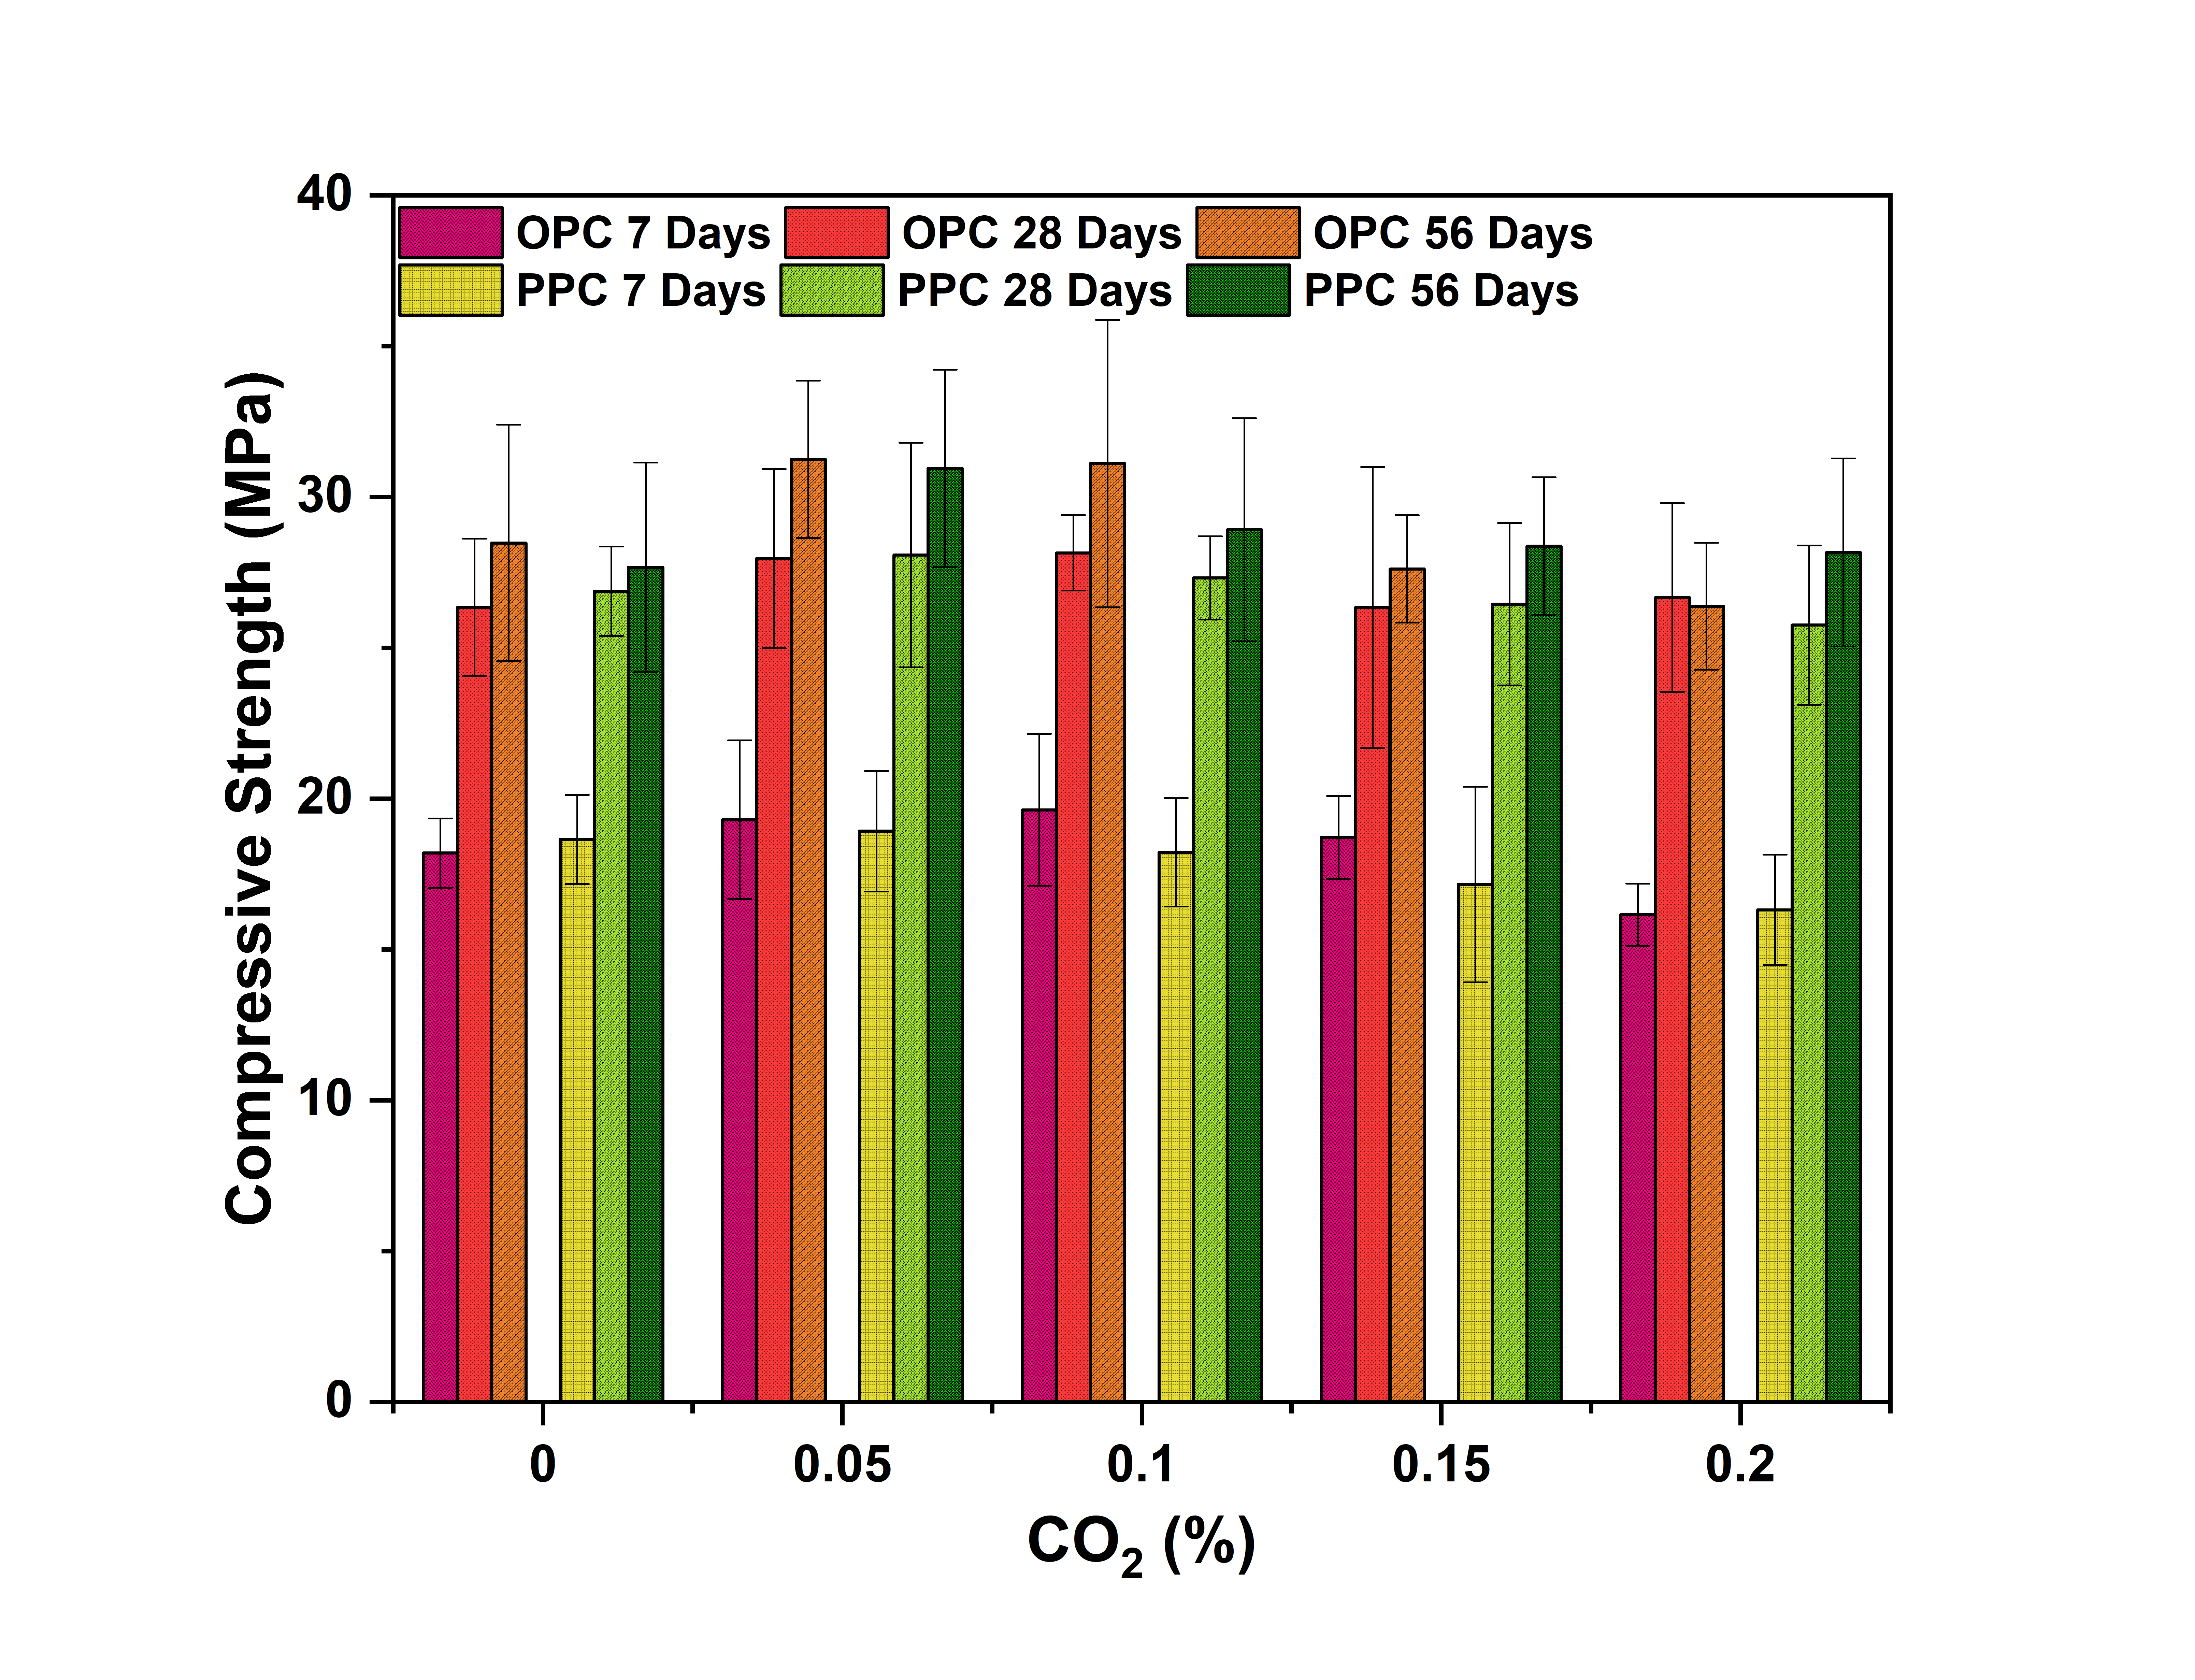 OPC 7 Days OPC 28 Days OPC 56 Days
PPC 7 Days PPC 28 Days PPC 56 Days
Compressive Strength (MPa)
40
30
20
10
0
0 0.05 0.1 0.15 0.2
CO₂ (%)